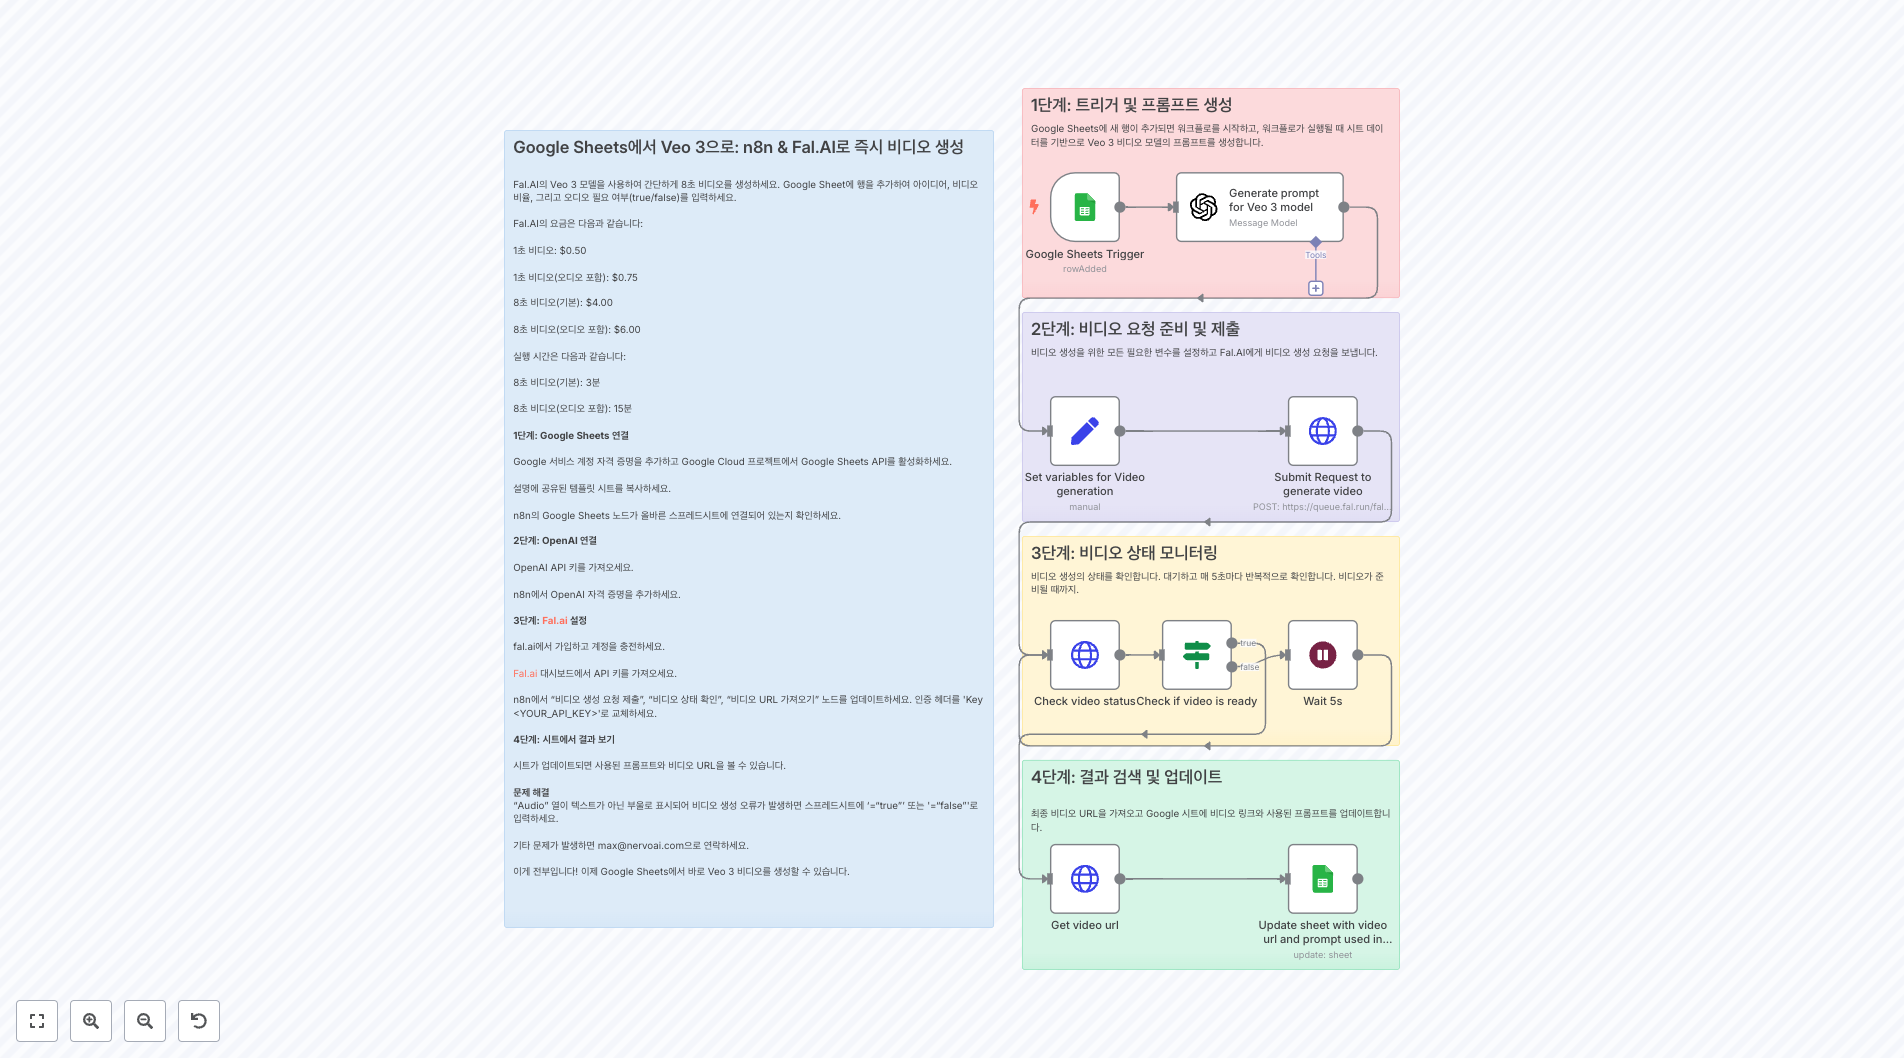 Google Sheets에서 Veo 3으로: n8n & Fal.AI로 즉시 비디오 생성
Fal.AI의 Veo 3 모델을 사용하여 간단하게 8초 비디오를 생성하세요. Google Sheet에 행을 추가하여 아이디어, 비디오
비율, 그리고 오디오 필요 여부(true/false)를 입력하세요.
Fal.AI의 요금은 다음과 같습니다:
1초 비디오: $0.50
1초 비디오(오디오 포함): $0.75
8초 비디오(기본): $4.00
8초 비디오(오디오 포함): $6.00
실행 시간은 다음과 같습니다:
8초 비디오(기본): 3분
8초 비디오(오디오 포함): 15분
1단계: Google Sheets 연결
Google 서비스 계정 자격 증명을 추가하고 Google Cloud 프로젝트에서 Google Sheets API를 활성화하세요.
설명에 공유된 템플릿 시트를 복사하세요.
n8n의 Google Sheets 노드가 올바른 스프레드시트에 연결되어 있는지 확인하세요.
2단계: OpenAI 연결
OpenAI API 키를 가져오세요.
n8n에서 OpenAI 자격 증명을 추가하세요.
3단계: Fal.ai 설정
fal.ai에서 가입하고 계정을 충전하세요.
Fal.ai 대시보드에서 API 키를 가져오세요.
n8n에서 “비디오 생성 요청 제출”, “비디오 상태 확인”, “비디오 URL 가져오기” 노드를 업데이트하세요. 인증 헤더를 'Key
<YOUR_API_KEY>'로 교체하세요.
4단계: 시트에서 결과 보기
시트가 업데이트되면 사용된 프롬프트와 비디오 URL을 볼 수 있습니다.
문제 해결
“Audio” 열이 텍스트가 아닌 부울로 표시되어 비디오 생성 오류가 발생하면 스프레드시트에 ‘=“true”’ 또는 '=“false”'로
입력하세요.
기타 문제가 발생하면 max@nervoai.com으로 연락하세요.
이게 전부입니다! 이제 Google Sheets에서 바로 Veo 3 비디오를 생성할 수 있습니다.
1단계: 트리거 및 프롬프트 생성
Google Sheets에 새 행이 추가되면 워크플로를 시작하고, 워크플로가 실행될 때 시트 데이
터를 기반으로 Veo 3 비디오 모델의 프롬프트를 생성합니다.
Generate prompt
for Veo 3 model
Message Model
Google Sheets Trigger
rowAdded
Tools
2단계: 비디오 요청 준비 및 제출
비디오 생성을 위한 모든 필요한 변수를 설정하고 Fal.AI에게 비디오 생성 요청을 보냅니다.
Set variables for Video
generation
manual
Submit Request to
generate video
POST: https://queue.fal.run/fal...
3단계: 비디오 상태 모니터링
비디오 생성의 상태를 확인합니다. 대기하고 매 5초마다 반복적으로 확인합니다. 비디오가 준
비될 때까지.
true
false
Check video status
Check if video is ready
Wait 5s
4단계: 결과 검색 및 업데이트
최종 비디오 URL을 가져오고 Google 시트에 비디오 링크와 사용된 프롬프트를 업데이트합니
다.
Get video url
Update sheet with video
url and prompt used in...
update: sheet